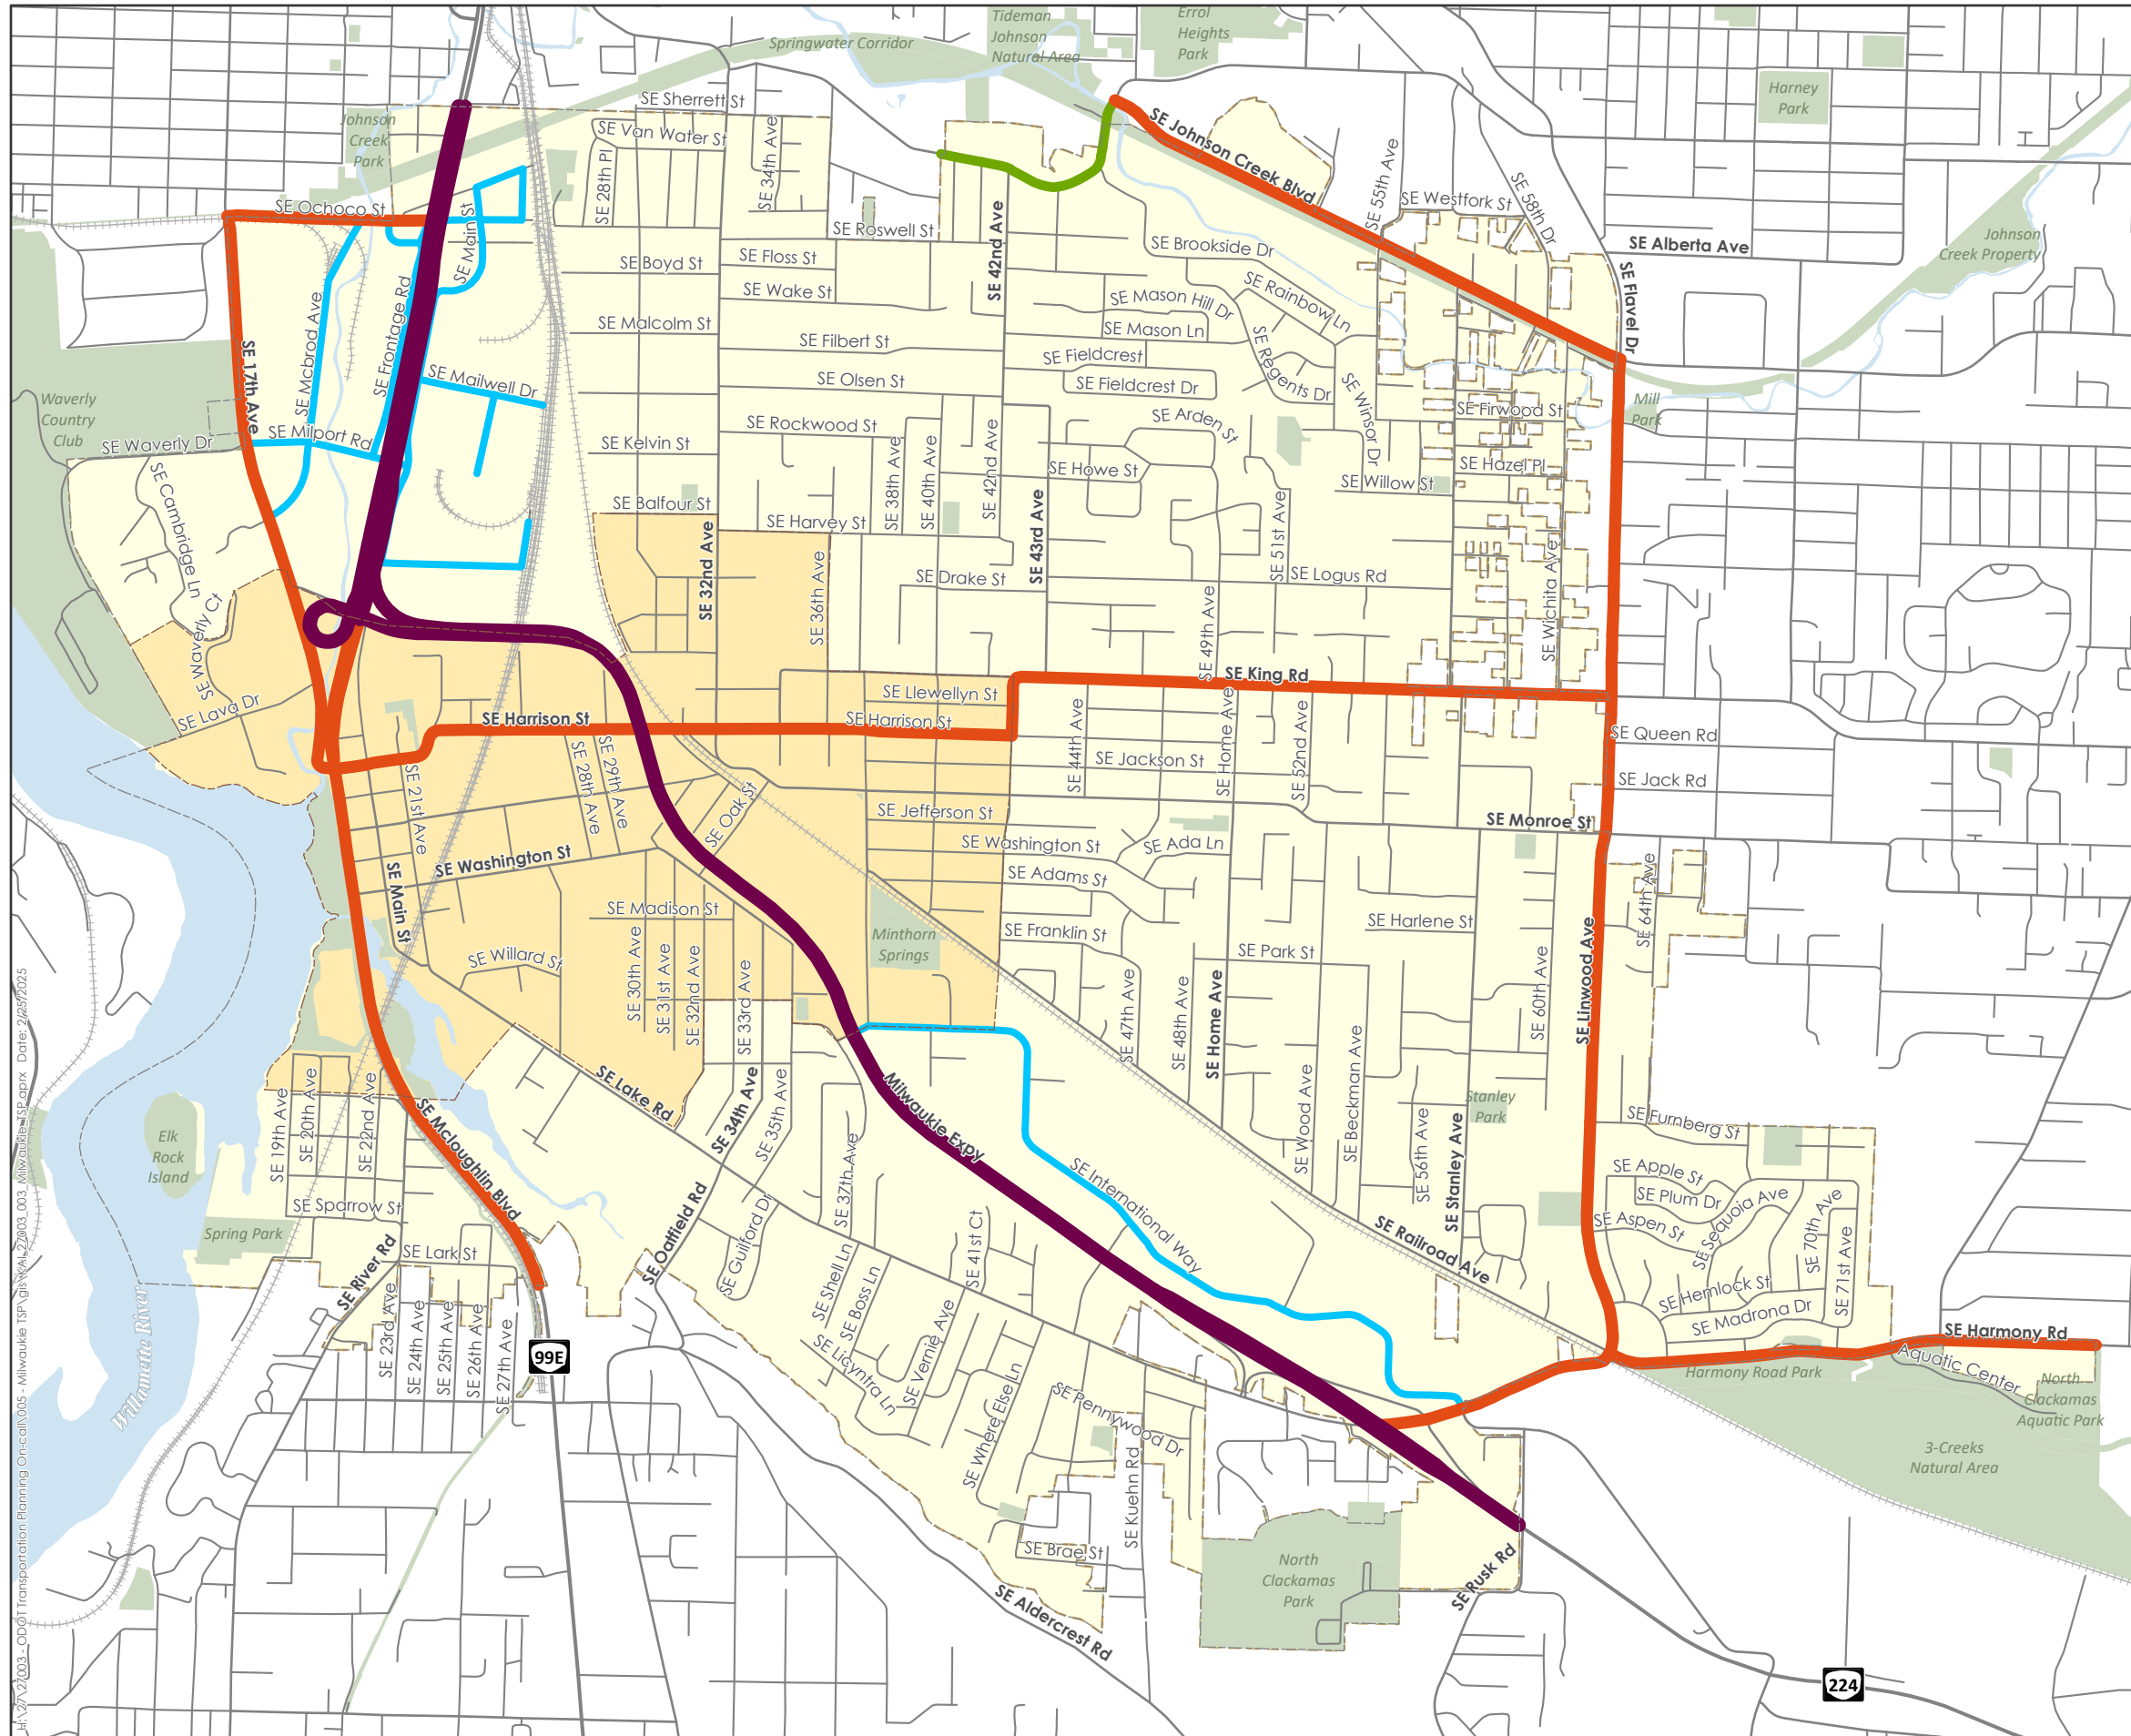 Tideman
Johnson
Natural Area
Errol
Heights
Park
Springwater Corridor
Harney
Park
Johnson
Creek
Park
SE Sherrett St
SE Van Water St
SE 28th Pl
SE 34th Ave
SE Johnson Creek Blvd
SE 55th Ave
SE Westfork St
SE 58th Dr
SE Ochoco St
SE Main St
SE Roswell St
SE 42nd Ave
SE Brookside Dr
SE Alberta Ave
Johnson
Creek Property
SE Flavel Dr
SE Boyd St
SE Floss St
SE Wake St
SE Malcolm St
SE Filbert St
SE Olsen St
SE Mason Hill Dr
SE Rainbow Ln
SE Mason Ln
SE Fieldcrest
SE Fieldcrest Dr
SE Regents Dr
SE Winsor Dr
SE Frontage Rd
SE Mcbrod Ave
SE 17th Ave
SE Mailwell Dr
SE Milport Rd
SE Waverly Dr
Waverly
Country
Club
SE Cambridge Ln
SE Waverly Ct
SE Lava Dr
SE Rockwood St
SE Kelvin St
SE Balfour St
SE Harvey St
SE 38th Ave
SE 40th Ave
SE 42nd Ave
SE 43rd Ave
SE Arden St
SE Howe St
SE Firwood St
SE Hazel Pl
SE Willow St
Mill
Park
SE 32nd Ave
SE 36th Ave
SE Drake St
SE 51st Ave
SE Logus Rd
SE 49th Ave
SE Wichita Ave
SE King Rd
SE Llewellyn St
SE Harrison St
SE Harrison St
SE 28th Ave
SE 29th Ave
SE 21st Ave
SE Oak St
SE 44th Ave
SE Jackson St
SE Home Ave
SE 52nd Ave
SE Queen Rd
SE Jack Rd
SE Monroe St
SE Jefferson St
SE Washington St
SE Ada Ln
SE Adams St
SE Washington St
SE Main St
SE Madison St
SE Willard St
Minthorn
Springs
SE Franklin St
SE Harlene St
SE Park St
SE 64th Ave
SE Linwood Ave
SE 60th Ave
SE 30th Ave
SE 31st Ave
SE 32nd Ave
SE 33rd Ave
SE 34th Ave
SE 35th Ave
SE 37th Ave
SE 47th Ave
SE 48th Ave
SE Home Ave
SE Wood Ave
SE Beckman Ave
SE 56th Ave
SE Stanley Ave
Stanley
Park
SE Lake Rd
SE 19th Ave
SE 20th Ave
SE 22nd Ave
Elk
Rock
Island
Spring Park
SE Sparrow St
SE Lark St
SE River Rd
SE Mcloughlin Blvd
SE Oatfield Rd
SE Guilford Dr
Milwaukie Expy
SE International Way
SE Railroad Ave
SE Furnberg St
SE Apple St
SE Plum Dr
SE Aspen St
SE Sequoia Ave
SE 70th Ave
SE 71st Ave
SE Hemlock St
SE Madrona Dr
SE Harmony Rd
Aquatic Center
Harmony Road Park
North
Clackamas
Aquatic Park
3-Creeks
Natural Area
SE 23rd Ave
SE 24th Ave
SE 25th Ave
SE 26th Ave
SE 27th Ave
99E
SE Shell Ln
SE Boss Ln
SE 41st Ct
SE Licyntra Ln
SE Vernie Ave
SE Where Else Ln
SE Pennywood Dr
SE Kuehn Rd
SE Brae St
SE Aldercrest Rd
North
Clackamas
Park
SE Rusk Rd
224
Willamette River
H:\27\27003 - ODOT Transportation Planning On-call\005 - Milwaukie TSP\gis\KAI_27003_003_Milwaukie_TSP.aprx Date: 2/25/2025